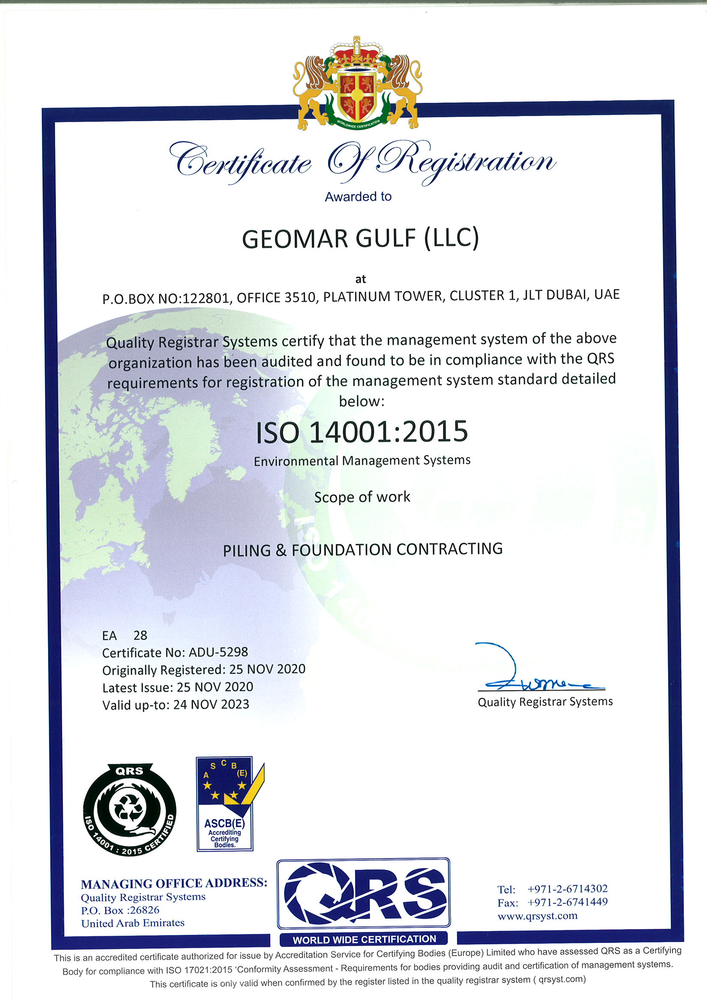 WORLDWIDE CERTIFICATION
Certificate Of Registration
Awarded to
GEOMAR GULF (LLC)
at
P.O.BOX NO:122801, OFFICE 3510, PLATINUM TOWER, CLUSTER 1, JLT DUBAI, UAE
Quality Registrar Systems certify that the management system of the above
organization has been audited and found to be in compliance with the QRS
requirements for registration of the management system standard detailed
below:
ISO 14001:2015
Environmental Management Systems
Scope of work
ISO 140
PILING & FOUNDATION CONTRACTING
EA 28
Certificate No: ADU-5298
Originally Registered: 25 NOV 2020
Latest Issue: 25 NOV 2020
Valid up-to: 24 NOV 2023
Quality Registrar Systems
QRS
ISO 14001 : 2015 CERTIFIED
A S C B (E)
ASCB(E)
Accrediting
Certifying
Bodies.
MANAGING OFFICE ADDRESS:
Quality Registrar Systems
P.O. Box :26826
United Arab Emirates
QRS
WORLD WIDE CERTIFICATION
Tel: +971-2-6714302
Fax: +971-2-6741449
www.qrsyst.com
This is an accredited certificate authorized for issue by Accreditation Service for Certifying Bodies (Europe) Limited who have assessed QRS as a Certifying
Body for compliance with ISO 17021:2015 ‘Conformity Assessment - Requirements for bodies providing audit and certification of management systems.
This certificate is only valid when confirmed by the register listed in the quality registrar system ( qrsyst.com)